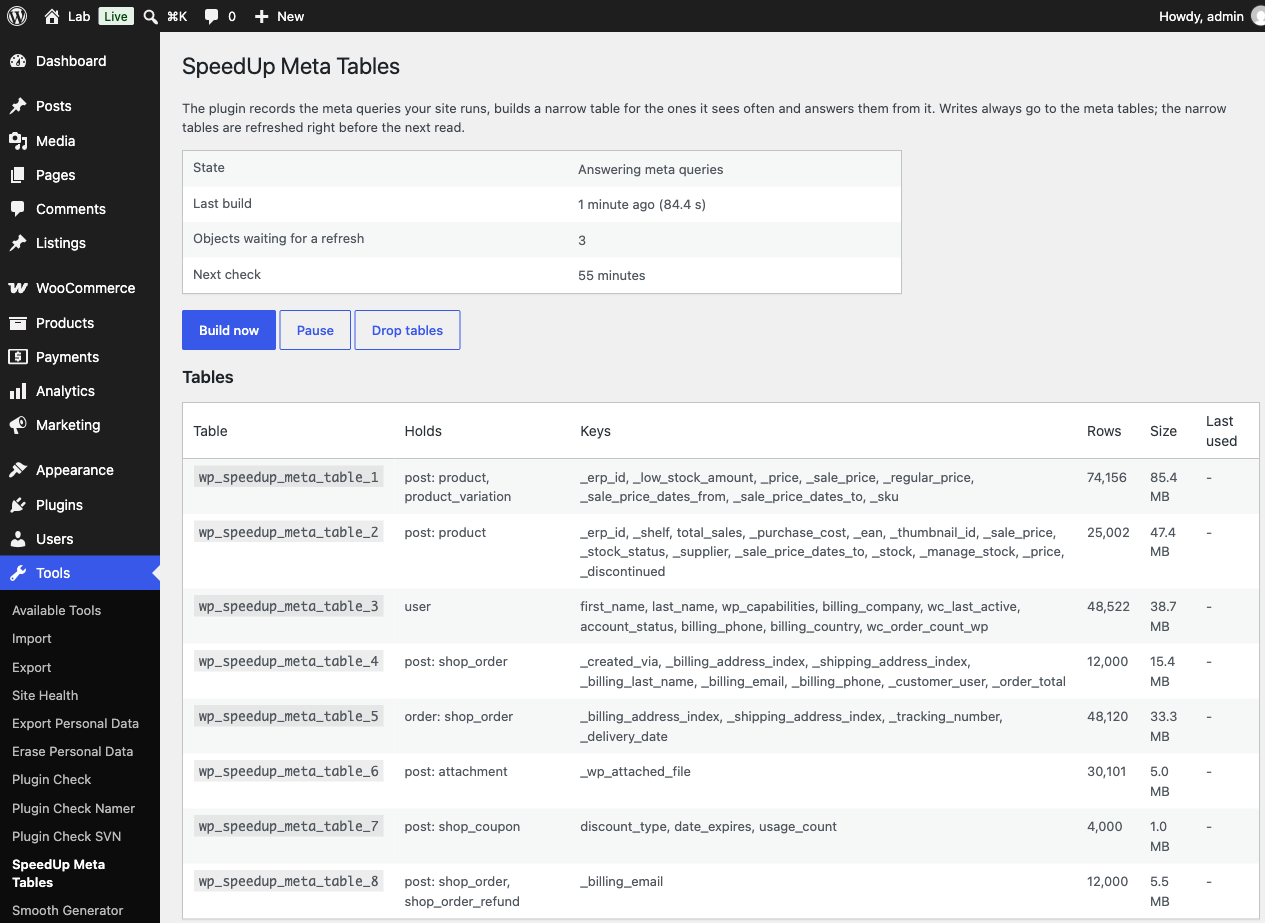 Lab Live ⌘K 0 New Howdy, admin
Dashboard
Posts
Media
Pages
Comments
Listings
WooCommerce
Products
Payments
Analytics
Marketing
Appearance
Plugins
Users
Tools
Available Tools
Import
Export
Site Health
Export Personal Data
Erase Personal Data
Plugin Check
Plugin Check Namer
Plugin Check SVN
SpeedUp Meta
Tables
Smooth Generator
SpeedUp Meta Tables
The plugin records the meta queries your site runs, builds a narrow table for the ones it sees often and answers them from it. Writes always go to the meta tables; the narrow
tables are refreshed right before the next read.
State Answering meta queries
Last build 1 minute ago (84.4 s)
Objects waiting for a refresh 3
Next check 55 minutes
Build now Pause Drop tables
Tables
Table Holds Keys Rows Size Last
used
wp_speedup_meta_table_1 post: product, _erp_id, _low_stock_amount, _price, _sale_price, _regular_price, 74,156 85.4 -
product_variation _sale_price_dates_from, _sale_price_dates_to, _sku MB
wp_speedup_meta_table_2 post: product _erp_id, _shelf, total_sales, _purchase_cost, _ean, _thumbnail_id, _sale_price, 25,002 47.4 -
_stock_status, _supplier, _sale_price_dates_to, _stock, _manage_stock, _price, MB
_discontinued
wp_speedup_meta_table_3 user first_name, last_name, wp_capabilities, billing_company, wc_last_active, 48,522 38.7 -
account_status, billing_phone, billing_country, wc_order_count_wp MB
wp_speedup_meta_table_4 post: shop_order _created_via, _billing_address_index, _shipping_address_index, 12,000 15.4 -
_billing_last_name, _billing_email, _billing_phone, _customer_user, _order_total MB
wp_speedup_meta_table_5 order: shop_order _billing_address_index, _shipping_address_index, _tracking_number, 48,120 33.3 -
_delivery_date MB
wp_speedup_meta_table_6 post: attachment _wp_attached_file 30,101 5.0 -
MB
wp_speedup_meta_table_7 post: shop_coupon discount_type, date_expires, usage_count 4,000 1.0 -
MB
wp_speedup_meta_table_8 post: shop_order, _billing_email 12,000 5.5 -
shop_order_refund MB